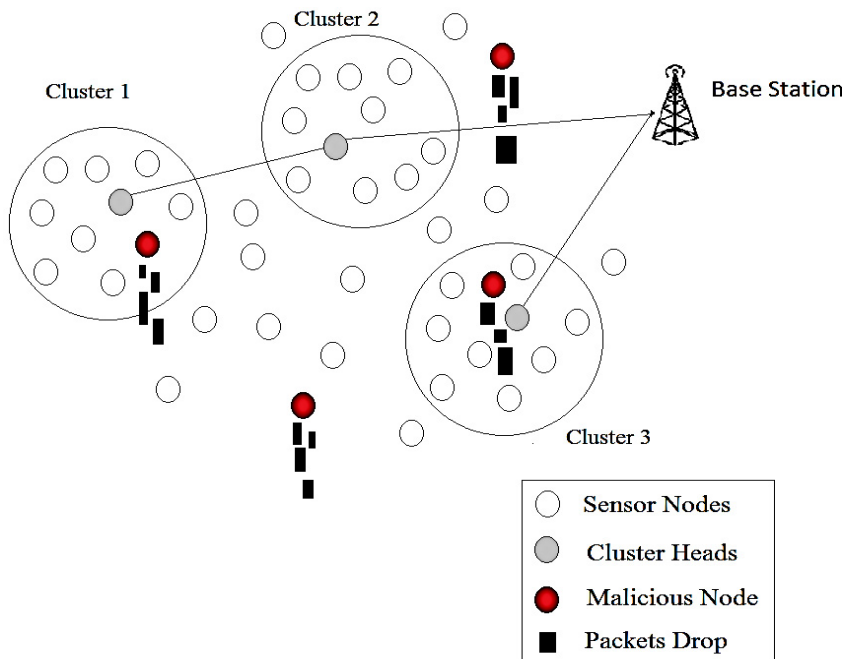 Cluster 2
Cluster 1
Base Station
Cluster 3
Sensor Nodes
Cluster Heads
Malicious Node
Packets Drop